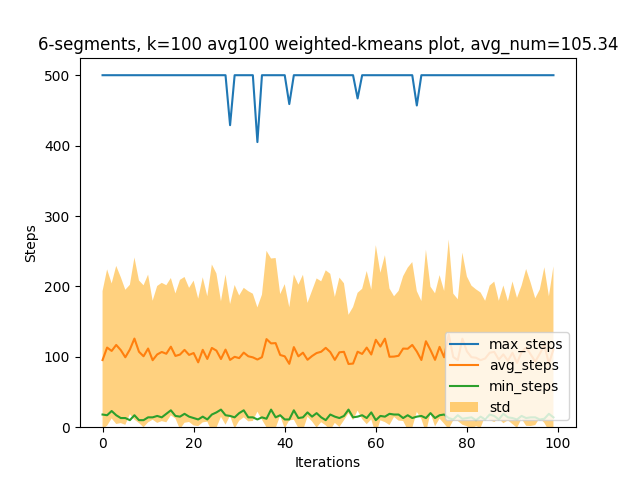 6-segments, k=100 avg100 weighted-kmeans plot, avg_num=105.34
500
400
300
200
100
0
Steps
0 20 40 60 80 100
Iterations
max_steps
avg_steps
min_steps
std